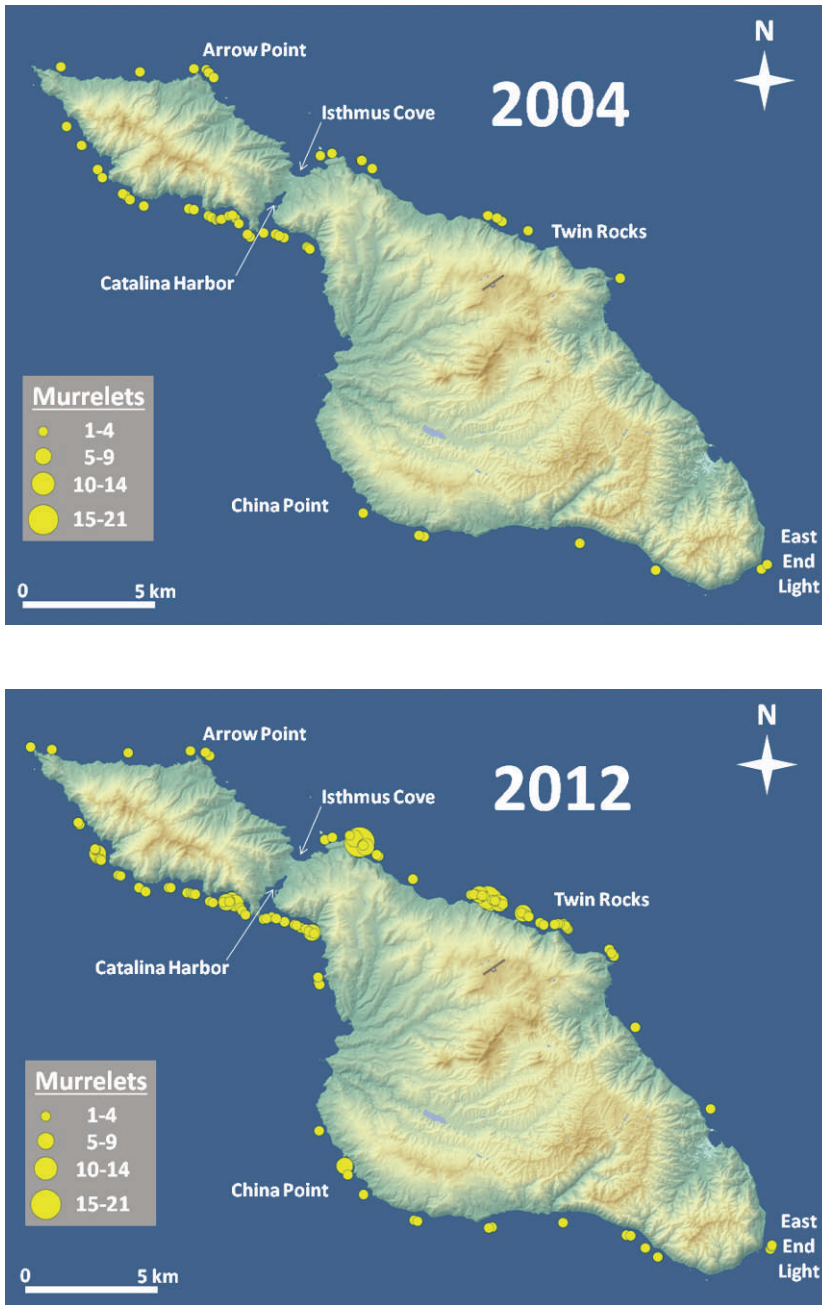 Arrow Point
N
2004
Isthmus Cove
Twin Rocks
Catalina Harbor
Murrelets
1-4
5-9
10-14
15-21
China Point
East
End
Light
0 5 km
Arrow Point
N
2012
Isthmus Cove
Twin Rocks
Catalina Harbor
Murrelets
1-4
5-9
10-14
15-21
China Point
East
End
Light
0 5 km